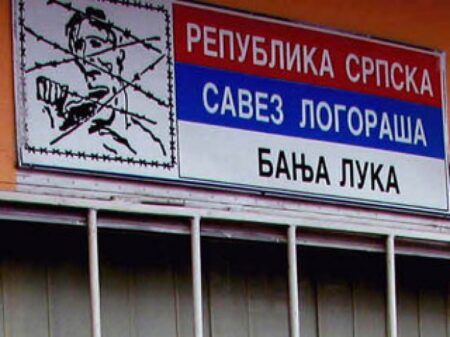 РЕПУБЛИКА СРПСКА
САВЕЗ ЛОГОРАША
БАЊА ЛУКА